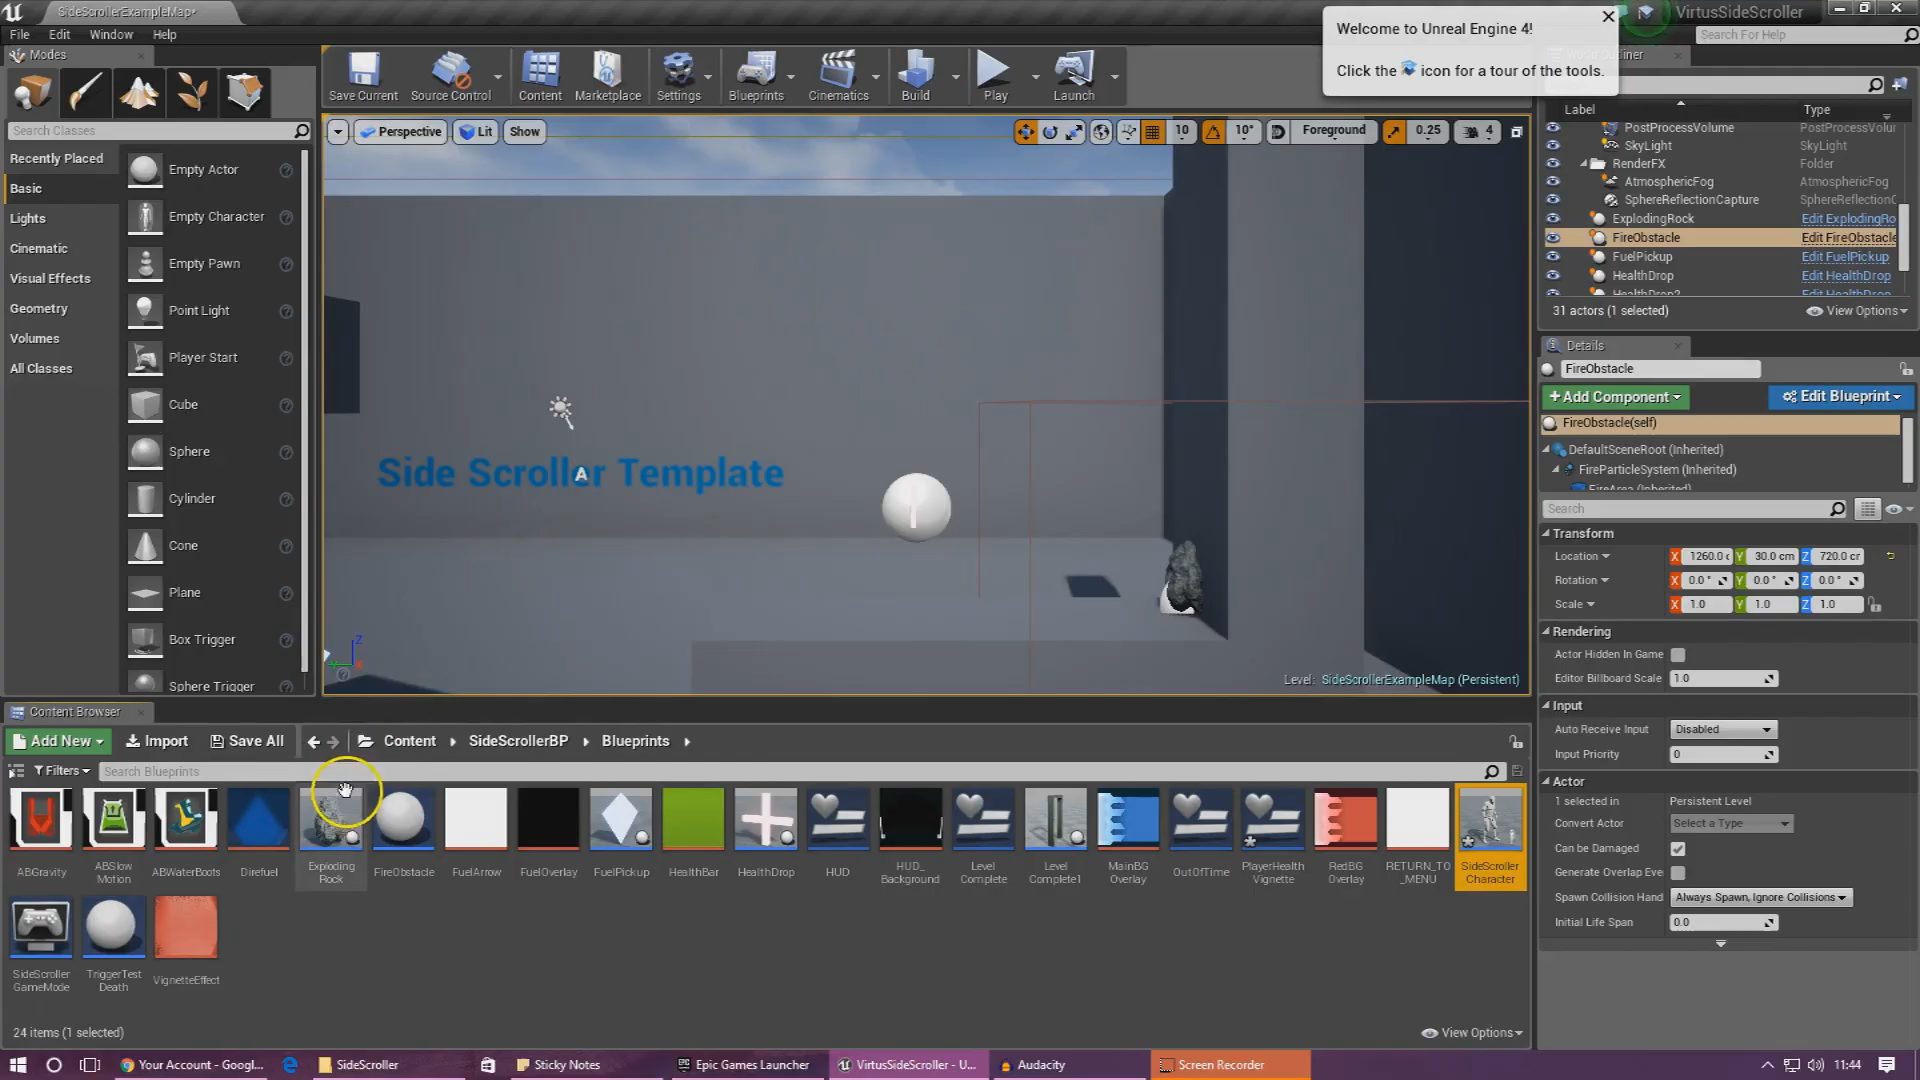 SideScrollerExampleMap*
VirtusSideScroller
File Edit Window Help
Search For Help
Welcome to Unreal Engine 4!
Click the icon for a tour of the tools.
Modes
Save Current Source Control Content Marketplace Settings Blueprints Cinematics Build Play Launch
Search Classes
Recently Placed
Basic
Lights
Cinematic
Visual Effects
Geometry
Volumes
All Classes
Empty Actor
Empty Character
Empty Pawn
Point Light
Player Start
Cube
Sphere
Cylinder
Cone
Plane
Box Trigger
Sphere Trigger
Perspective Lit Show
10 10° Foreground 0.25 4
Side Scroller Template
Level: SideScrollerExampleMap (Persistent)
Label Type
PostProcessVolume PostProcessVolu
SkyLight SkyLight
RenderFX Folder
AtmosphericFog AtmosphericFog
SphereReflectionCapture SphereReflectionC
ExplodingRock Edit ExplodingRo
FireObstacle Edit FireObstacle
FuelPickup Edit FuelPickup
HealthDrop Edit HealthDrop
HealthDrop2 Edit HealthDrop
31 actors (1 selected) View Options
Details
FireObstacle
+Add Component Edit Blueprint
FireObstacle(self)
DefaultSceneRoot (Inherited)
FireParticleSystem (Inherited)
FireArea (Inherited)
Search
Transform
Location X 1260.0 c Y 30.0 cm Z 720.0 cr
Rotation X 0.0 ° Y 0.0 ° Z 0.0 °
Scale X 1.0 Y 1.0 Z 1.0
Rendering
Actor Hidden In Game
Editor Billboard Scale 1.0
Input
Auto Receive Input Disabled
Input Priority 0
Actor
1 selected in Persistent Level
Convert Actor Select a Type
Can be Damaged
Generate Overlap Eve
Spawn Collision Hand Always Spawn, Ignore Collisions
Initial Life Span 0.0
Content Browser
Add New Import Save All Content SideScrollerBP Blueprints
Filters Search Blueprints
ABGravity
ABSlow Motion
ABWaterBoots
Direfuel
Exploding Rock
FireObstacle
FuelArrow
FuelOverlay
FuelPickup
HealthBar
HealthDrop
HUD
HUD_ Background
Level Complete
Level Complete1
MainBG Overlay
OutOfTime
PlayerHealth Vignette
RedBG Overlay
RETURN_TO _MENU
SideScroller Character
SideScroller GameMode
TriggerTest Death
VignetteEffect
24 items (1 selected) View Options
Your Account - Googl... SideScroller Sticky Notes Epic Games Launcher VirtusSideScroller - U... Audacity Screen Recorder 11:44